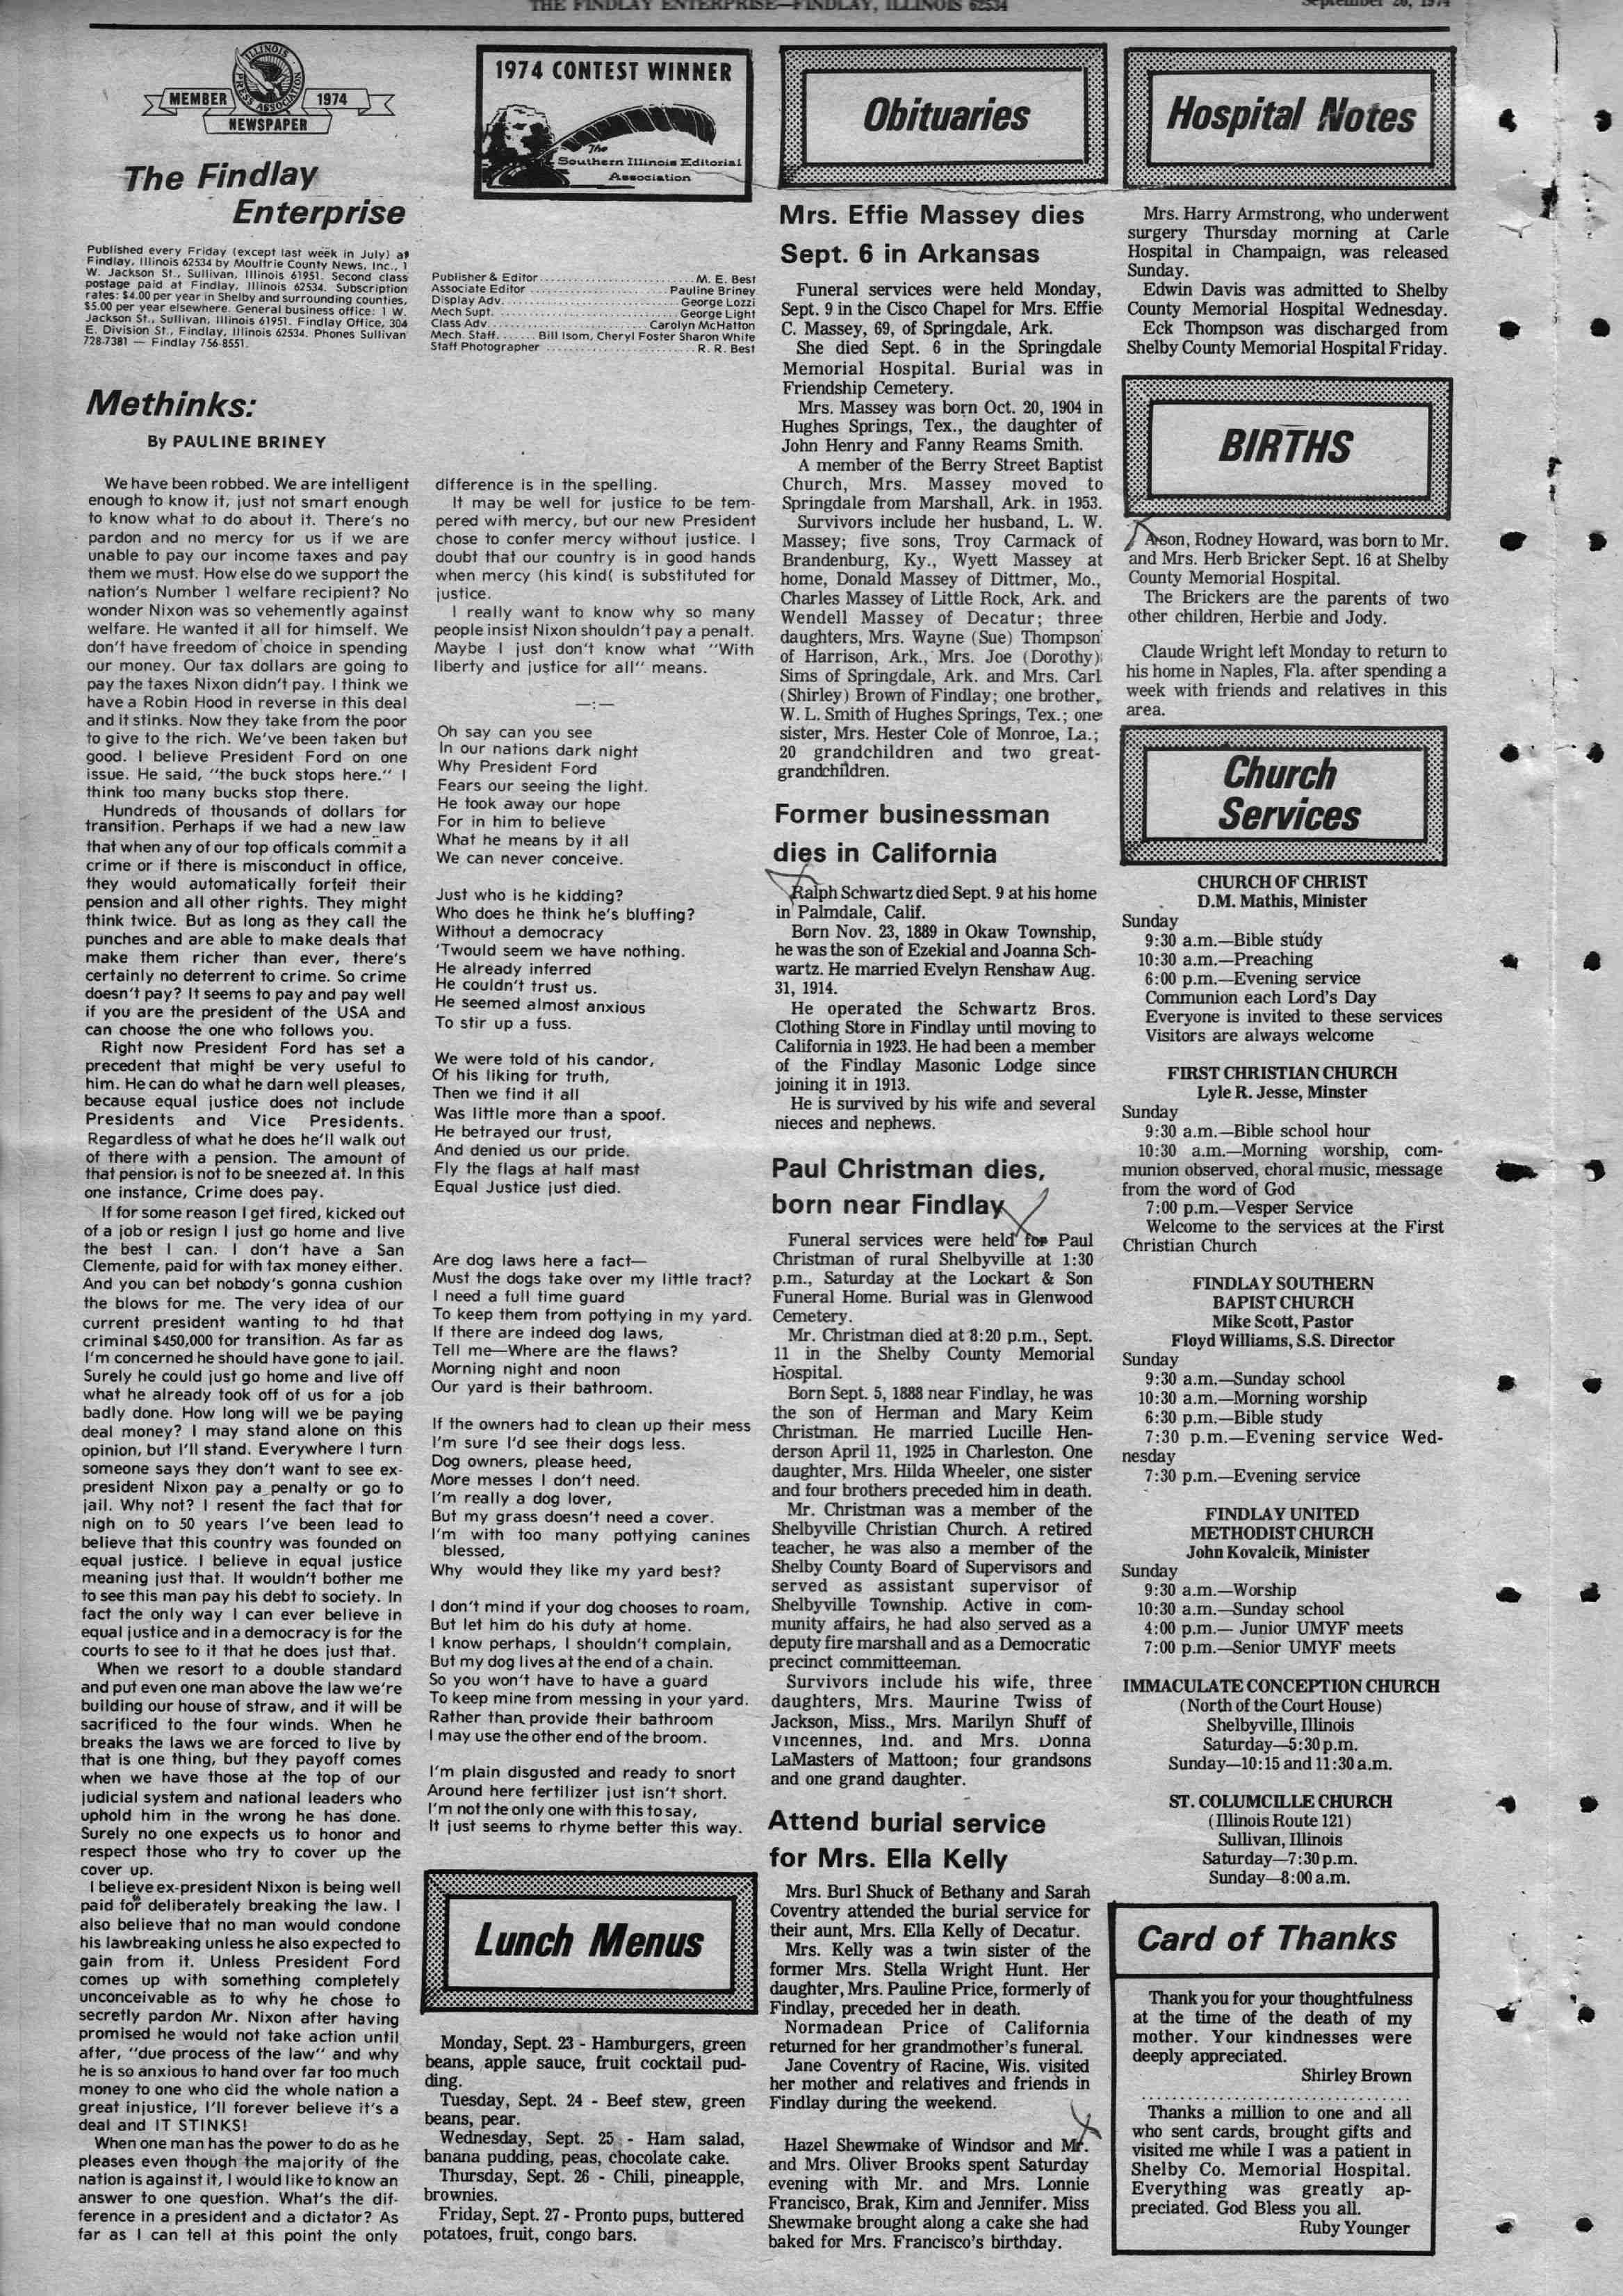 THE FINDLAY ENTERPRISE—FINDLAY, ILLINOIS 62534
September 20, 1974
ILLINOIS
PRESS ASSOCIATION
MEMBER
1974
NEWSPAPER
The Findlay
Enterprise
Published every Friday (except last week in July) at
Findlay, Illinois 62534 by Moultrie County News, Inc., 1
W. Jackson St., Sullivan, Illinois 61951. Second class
postage paid at Findlay, Illinois 62534. Subscription
rates: $4.00 per year in Shelby and surrounding counties,
$5.00 per year elsewhere. General business office: 1 W.
Jackson St., Sullivan, Illinois 61951. Findlay Office, 304
E. Division St., Findlay, Illinois 62534. Phones Sullivan
728-7381 — Findlay 756-8551.
1974 CONTEST WINNER
The
Southern Illinois Editorial
Association
Publisher & Editor........................M. E. Best
Associate Editor......................Pauline Briney
Display Adv............................George Lozzi
Mech Supt..............................George Light
Class Adv...........................Carolyn McHatton
Mech. Staff.......Bill Isom, Cheryl Foster Sharon White
Staff Photographer........................R. R. Best
Methinks:
By PAULINE BRINEY
We have been robbed. We are intelligent
enough to know it, just not smart enough
to know what to do about it. There's no
pardon and no mercy for us if we are
unable to pay our income taxes and pay
them we must. How else do we support the
nation's Number 1 welfare recipient? No
wonder Nixon was so vehemently against
welfare. He wanted it all for himself. We
don't have freedom of choice in spending
our money. Our tax dollars are going to
pay the taxes Nixon didn't pay. I think we
have a Robin Hood in reverse in this deal
and it stinks. Now they take from the poor
to give to the rich. We've been taken but
good. I believe President Ford on one
issue. He said, "the buck stops here." I
think too many bucks stop there.
Hundreds of thousands of dollars for
transition. Perhaps if we had a new law
that when any of our top officals commit a
crime or if there is misconduct in office,
they would automatically forfeit their
pension and all other rights. They might
think twice. But as long as they call the
punches and are able to make deals that
make them richer than ever, there's
certainly no deterrent to crime. So crime
doesn't pay? It seems to pay and pay well
if you are the president of the USA and
can choose the one who follows you.
Right now President Ford has set a
precedent that might be very useful to
him. He can do what he darn well pleases,
because equal justice does not include
Presidents and Vice Presidents.
Regardless of what he does he'll walk out
of there with a pension. The amount of
that pension is not to be sneezed at. In this
one instance, Crime does pay.
If for some reason I get fired, kicked out
of a job or resign I just go home and live
the best I can. I don't have a San
Clemente, paid for with tax money either.
And you can bet nobody's gonna cushion
the blows for me. The very idea of our
current president wanting to hd that
criminal $450,000 for transition. As far as
I'm concerned he should have gone to jail.
Surely he could just go home and live off
what he already took off of us for a job
badly done. How long will we be paying
deal money? I may stand alone on this
opinion, but I'll stand. Everywhere I turn
someone says they don't want to see ex-
president Nixon pay a penalty or go to
jail. Why not? I resent the fact that for
nigh on to 50 years I've been lead to
believe that this country was founded on
equal justice. I believe in equal justice
meaning just that. It wouldn't bother me
to see this man pay his debt to society. In
fact the only way I can ever believe in
equal justice and in a democracy is for the
courts to see to it that he does just that.
When we resort to a double standard
and put even one man above the law we're
building our house of straw, and it will be
sacrificed to the four winds. When he
breaks the laws we are forced to live by
that is one thing, but they payoff comes
when we have those at the top of our
judicial system and national leaders who
uphold him in the wrong he has done.
Surely no one expects us to honor and
respect those who try to cover up the
cover up.
I believe ex-president Nixon is being well
paid for deliberately breaking the law. I
also believe that no man would condone
his lawbreaking unless he also expected to
gain from it. Unless President Ford
comes up with something completely
unconceivable as to why he chose to
secretly pardon Mr. Nixon after having
promised he would not take action until
after, "due process of the law" and why
he is so anxious to hand over far too much
money to one who did the whole nation a
great injustice, I'll forever believe it's a
deal and IT STINKS!
When one man has the power to do as he
pleases even though the majority of the
nation is against it, I would like to know an
answer to one question. What's the dif-
ference in a president and a dictator? As
far as I can tell at this point the only
difference is in the spelling.
It may be well for justice to be tem-
pered with mercy, but our new President
chose to confer mercy without justice. I
doubt that our country is in good hands
when mercy (his kind( is substituted for
justice.
I really want to know why so many
people insist Nixon shouldn't pay a penalt.
Maybe I just don't know what "With
liberty and justice for all" means.
—:—
Oh say can you see
In our nations dark night
Why President Ford
Fears our seeing the light.
He took away our hope
For in him to believe
What he means by it all
We can never conceive.
Just who is he kidding?
Who does he think he's bluffing?
Without a democracy
'Twould seem we have nothing.
He already inferred
He couldn't trust us.
He seemed almost anxious
To stir up a fuss.
We were told of his candor,
Of his liking for truth,
Then we find it all
Was little more than a spoof.
He betrayed our trust,
And denied us our pride.
Fly the flags at half mast
Equal Justice just died.
Are dog laws here a fact—
Must the dogs take over my little tract?
I need a full time guard
To keep them from pottying in my yard.
If there are indeed dog laws,
Tell me—Where are the flaws?
Morning night and noon
Our yard is their bathroom.
If the owners had to clean up their mess
I'm sure I'd see their dogs less.
Dog owners, please heed,
More messes I don't need.
I'm really a dog lover,
But my grass doesn't need a cover.
I'm with too many pottying canines
blessed,
Why would they like my yard best?
I don't mind if your dog chooses to roam,
But let him do his duty at home.
I know perhaps, I shouldn't complain,
But my dog lives at the end of a chain.
So you won't have to have a guard
To keep mine from messing in your yard.
Rather than provide their bathroom
I may use the other end of the broom.
I'm plain disgusted and ready to snort
Around here fertilizer just isn't short.
I'm not the only one with this to say,
It just seems to rhyme better this way.
Lunch Menus
Monday, Sept. 23 - Hamburgers, green
beans, apple sauce, fruit cocktail pud-
ding.
Tuesday, Sept. 24 - Beef stew, green
beans, pear.
Wednesday, Sept. 25 - Ham salad,
banana pudding, peas, chocolate cake.
Thursday, Sept. 26 - Chili, pineapple,
brownies.
Friday, Sept. 27 - Pronto pups, buttered
potatoes, fruit, congo bars.
Obituaries
Mrs. Effie Massey dies
Sept. 6 in Arkansas
Funeral services were held Monday,
Sept. 9 in the Cisco Chapel for Mrs. Effie
C. Massey, 69, of Springdale, Ark.
She died Sept. 6 in the Springdale
Memorial Hospital. Burial was in
Friendship Cemetery.
Mrs. Massey was born Oct. 20, 1904 in
Hughes Springs, Tex., the daughter of
John Henry and Fanny Reams Smith.
A member of the Berry Street Baptist
Church, Mrs. Massey moved to
Springdale from Marshall, Ark. in 1953.
Survivors include her husband, L. W.
Massey; five sons, Troy Carmack of
Brandenburg, Ky., Wyett Massey at
home, Donald Massey of Dittmer, Mo.,
Charles Massey of Little Rock, Ark. and
Wendell Massey of Decatur; three
daughters, Mrs. Wayne (Sue) Thompson
of Harrison, Ark., Mrs. Joe (Dorothy)
Sims of Springdale, Ark. and Mrs. Carl
(Shirley) Brown of Findlay; one brother,
W. L. Smith of Hughes Springs, Tex.; one
sister, Mrs. Hester Cole of Monroe, La.;
20 grandchildren and two great-
grandchildren.
Former businessman
dies in California
Ralph Schwartz died Sept. 9 at his home
in Palmdale, Calif.
Born Nov. 23, 1889 in Okaw Township,
he was the son of Ezekial and Joanna Sch-
wartz. He married Evelyn Renshaw Aug.
31, 1914.
He operated the Schwartz Bros.
Clothing Store in Findlay until moving to
California in 1923. He had been a member
of the Findlay Masonic Lodge since
joining it in 1913.
He is survived by his wife and several
nieces and nephews.
Paul Christman dies,
born near Findlay
Funeral services were held for Paul
Christman of rural Shelbyville at 1:30
p.m., Saturday at the Lockart & Son
Funeral Home. Burial was in Glenwood
Cemetery.
Mr. Christman died at 8:20 p.m., Sept.
11 in the Shelby County Memorial
Hospital.
Born Sept. 5, 1888 near Findlay, he was
the son of Herman and Mary Keim
Christman. He married Lucille Hen-
derson April 11, 1925 in Charleston. One
daughter, Mrs. Hilda Wheeler, one sister
and four brothers preceded him in death.
Mr. Christman was a member of the
Shelbyville Christian Church. A retired
teacher, he was also a member of the
Shelby County Board of Supervisors and
served as assistant supervisor of
Shelbyville Township. Active in com-
munity affairs, he had also served as a
deputy fire marshall and as a Democratic
precinct committeeman.
Survivors include his wife, three
daughters, Mrs. Maurine Twiss of
Jackson, Miss., Mrs. Marilyn Shuff of
Vincennes, Ind. and Mrs. Donna
LaMasters of Mattoon; four grandsons
and one grand daughter.
Attend burial service
for Mrs. Ella Kelly
Mrs. Burl Shuck of Bethany and Sarah
Coventry attended the burial service for
their aunt, Mrs. Ella Kelly of Decatur.
Mrs. Kelly was a twin sister of the
former Mrs. Stella Wright Hunt. Her
daughter, Mrs. Pauline Price, formerly of
Findlay, preceded her in death.
Normadean Price of California
returned for her grandmother's funeral.
Jane Coventry of Racine, Wis. visited
her mother and relatives and friends in
Findlay during the weekend.
Hazel Shewmake of Windsor and Mr.
and Mrs. Oliver Brooks spent Saturday
evening with Mr. and Mrs. Lonnie
Francisco, Brak, Kim and Jennifer. Miss
Shewmake brought along a cake she had
baked for Mrs. Francisco's birthday.
Hospital Notes
Mrs. Harry Armstrong, who underwent
surgery Thursday morning at Carle
Hospital in Champaign, was released
Sunday.
Edwin Davis was admitted to Shelby
County Memorial Hospital Wednesday.
Eck Thompson was discharged from
Shelby County Memorial Hospital Friday.
BIRTHS
A son, Rodney Howard, was born to Mr.
and Mrs. Herb Bricker Sept. 16 at Shelby
County Memorial Hospital.
The Brickers are the parents of two
other children, Herbie and Jody.
Claude Wright left Monday to return to
his home in Naples, Fla. after spending a
week with friends and relatives in this
area.
Church
Services
CHURCH OF CHRIST
D.M. Mathis, Minister
Sunday
9:30 a.m.—Bible study
10:30 a.m.—Preaching
6:00 p.m.—Evening service
Communion each Lord's Day
Everyone is invited to these services
Visitors are always welcome
FIRST CHRISTIAN CHURCH
Lyle R. Jesse, Minster
Sunday
9:30 a.m.—Bible school hour
10:30 a.m.—Morning worship, com-
munion observed, choral music, message
from the word of God
7:00 p.m.—Vesper Service
Welcome to the services at the First
Christian Church
FINDLAY SOUTHERN
BAPIST CHURCH
Mike Scott, Pastor
Floyd Williams, S.S. Director
Sunday
9:30 a.m.—Sunday school
10:30 a.m.—Morning worship
6:30 p.m.—Bible study
7:30 p.m.—Evening service Wed-
nesday
7:30 p.m.—Evening service
FINDLAY UNITED
METHODIST CHURCH
John Kovalcik, Minister
Sunday
9:30 a.m.—Worship
10:30 a.m.—Sunday school
4:00 p.m.— Junior UMYF meets
7:00 p.m.—Senior UMYF meets
IMMACULATE CONCEPTION CHURCH
(North of the Court House)
Shelbyville, Illinois
Saturday—5:30 p.m.
Sunday—10:15 and 11:30 a.m.
ST. COLUMCILLE CHURCH
(Illinois Route 121)
Sullivan, Illinois
Saturday—7:30 p.m.
Sunday—8:00 a.m.
Card of Thanks
Thank you for your thoughtfulness
at the time of the death of my
mother. Your kindnesses were
deeply appreciated.
Shirley Brown
Thanks a million to one and all
who sent cards, brought gifts and
visited me while I was a patient in
Shelby Co. Memorial Hospital.
Everything was greatly ap-
preciated. God Bless you all.
Ruby Younger